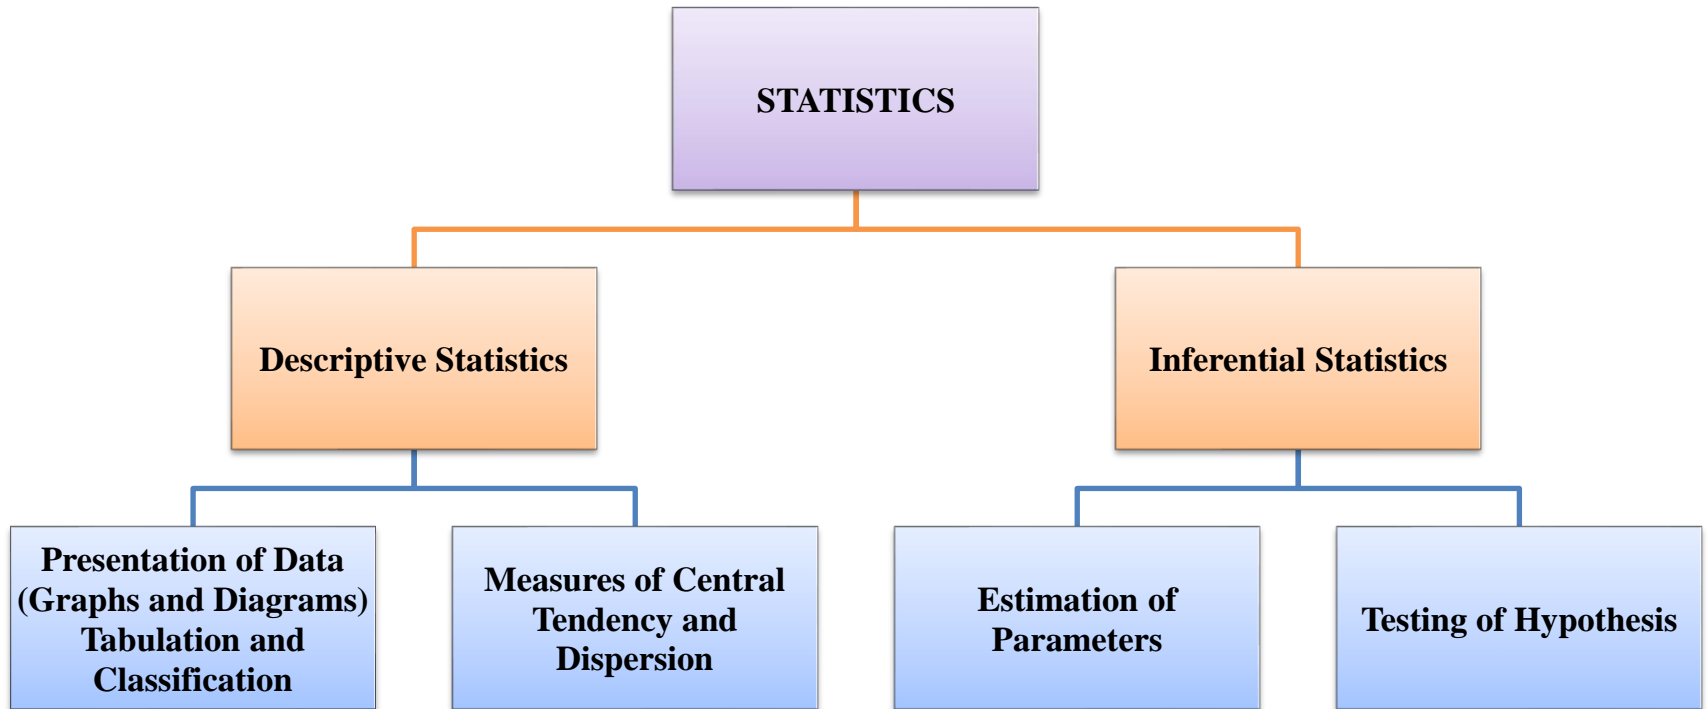 STATISTICS
Descriptive Statistics
Inferential Statistics
Presentation of Data
(Graphs and Diagrams)
Tabulation and
Classification
Measures of Central
Tendency and
Dispersion
Estimation of
Parameters
Testing of Hypothesis